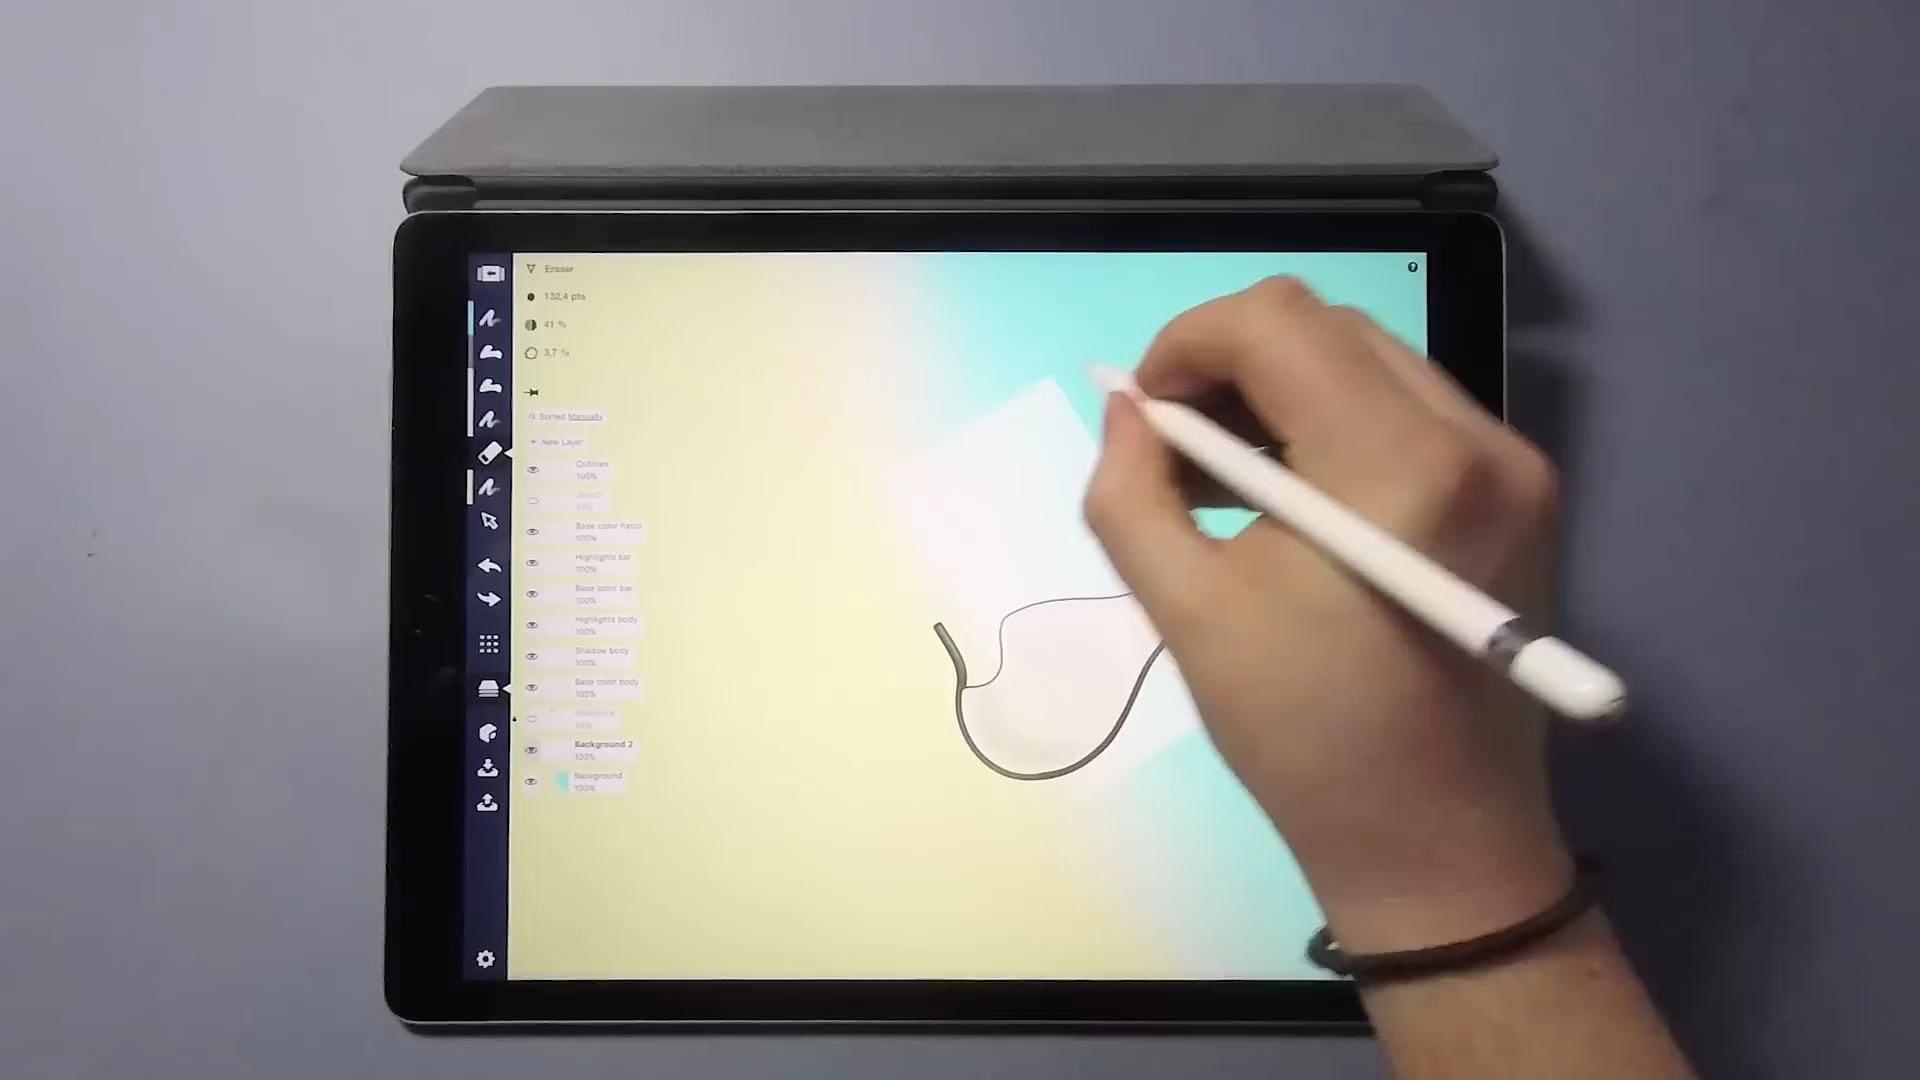 Eraser
132,4 pts
41 %
3,7 %
Sorted Manually
+ New Layer
Outlines
100%
Base color hatch
100%
Highlights bar
100%
Base color bar
100%
Highlights body
100%
Shadow body
100%
Base color body
100%
Background 2
100%
Background
100%
?